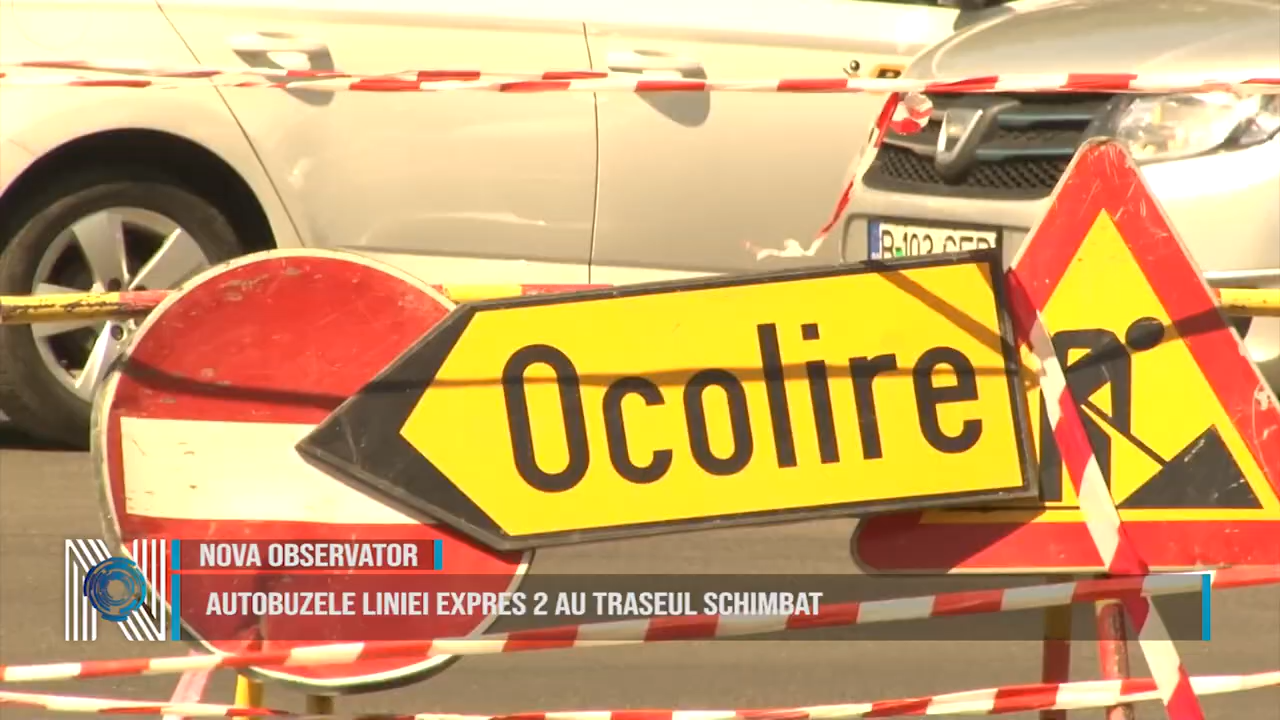 Ocolire
NOVA OBSERVATOR
AUTOBUZELE LINIEI EXPRES 2 AU TRASEUL SCHIMBAT